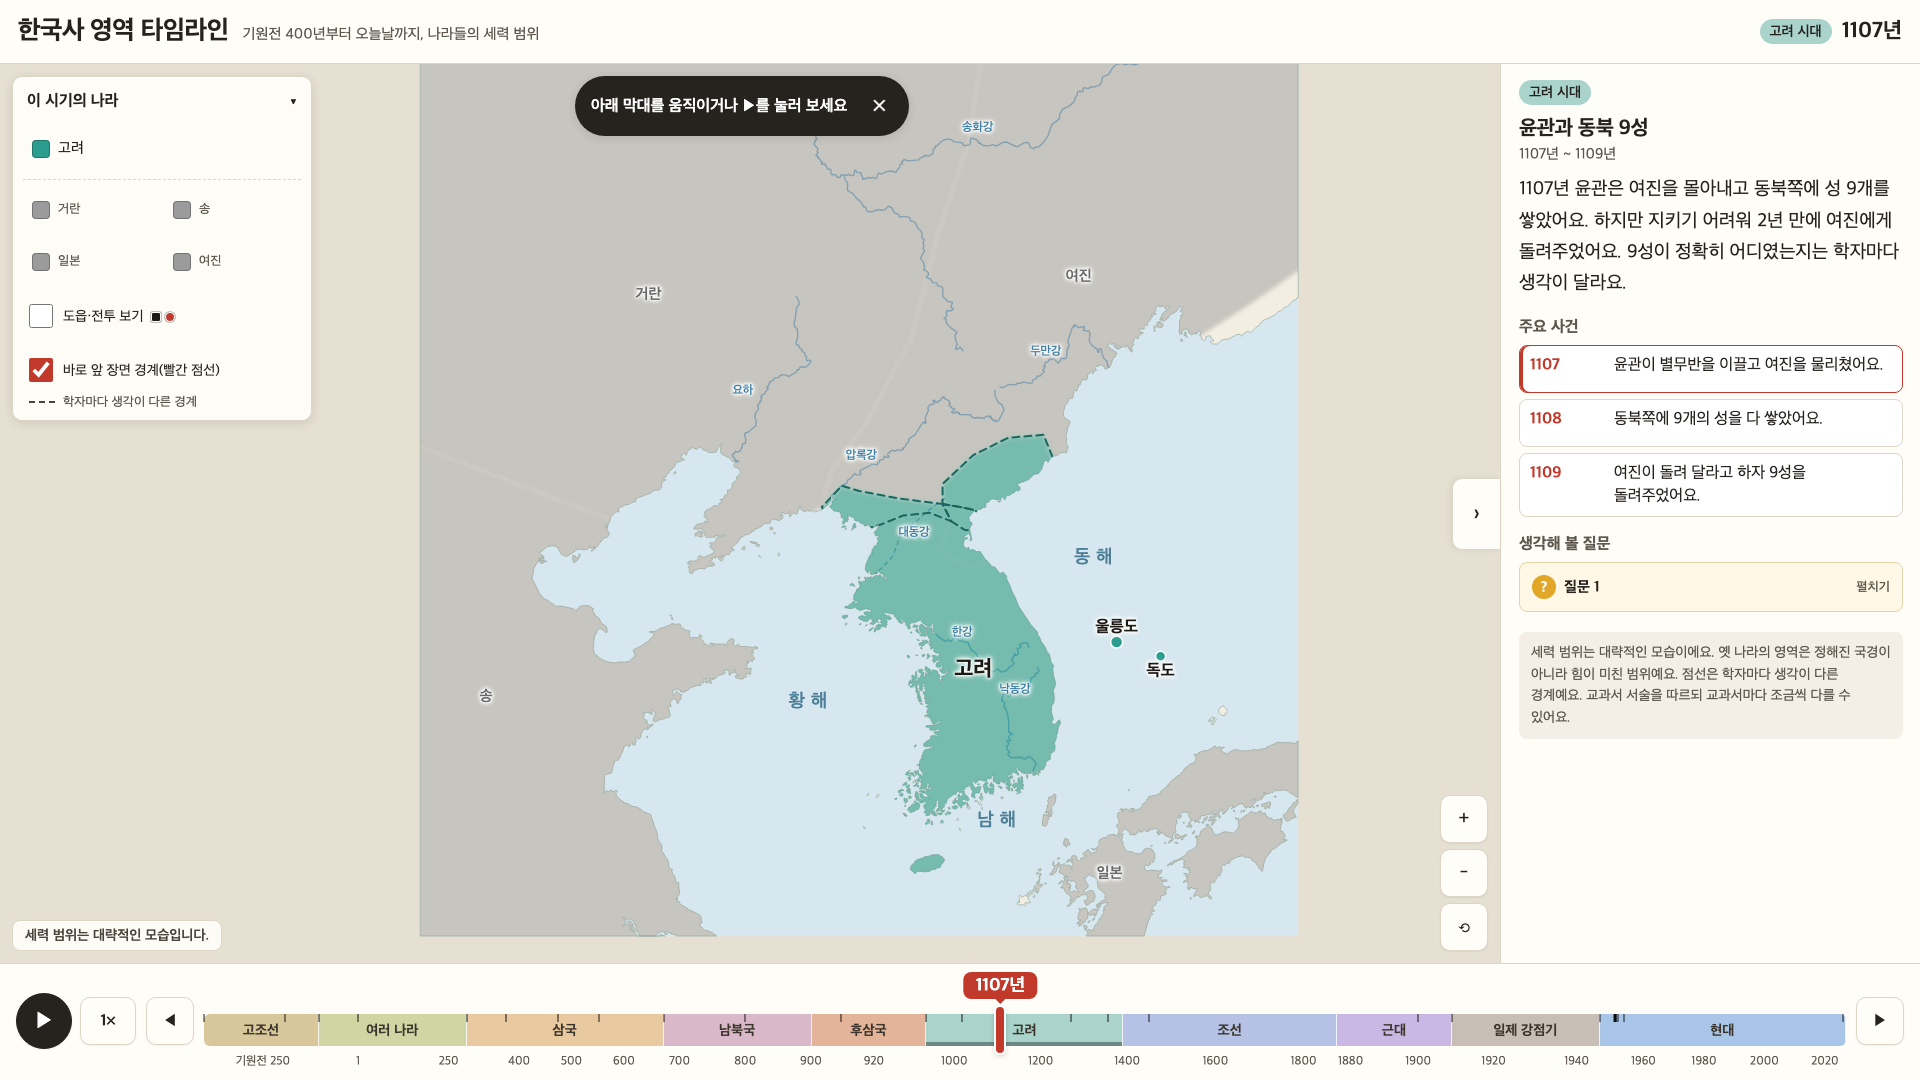 한국사 영역 타임라인
기원전 400년부터 오늘날까지, 나라들의 세력 범위
고려 시대
1107년
이 시기의 나라
고려
거란
송
일본
여진
도읍·전투 보기
바로 앞 장면 경계(빨간 점선)
학자마다 생각이 다른 경계
아래 막대를 움직이거나 ▶를 눌러 보세요
송화강
거란
여진
두만강
요하
압록강
대동강
동 해
울릉도
독도
한강
고려
낙동강
황 해
송
남 해
일본
세력 범위는 대략적인 모습입니다.
고려 시대
윤관과 동북 9성
1107년 ~ 1109년
1107년 윤관은 여진을 몰아내고 동북쪽에 성 9개를
쌓았어요. 하지만 지키기 어려워 2년 만에 여진에게
돌려주었어요. 9성이 정확히 어디였는지는 학자마다
생각이 달라요.
주요 사건
1107 윤관이 별무반을 이끌고 여진을 물리쳤어요.
1108 동북쪽에 9개의 성을 다 쌓았어요.
1109 여진이 돌려 달라고 하자 9성을
돌려주었어요.
생각해 볼 질문
? 질문 1 펼치기
세력 범위는 대략적인 모습이에요. 옛 나라의 영역은 정해진 국경이
아니라 힘이 미친 범위예요. 점선은 학자마다 생각이 다른
경계예요. 교과서 서술을 따르되 교과서마다 조금씩 다를 수
있어요.
1107년
1×
고조선 여러 나라 삼국 남북국 후삼국 고려 조선 근대 일제 강점기 현대
기원전 250 1 250 400 500 600 700 800 900 920 1000 1200 1400 1600 1800 1880 1900 1920 1940 1960 1980 2000 2020